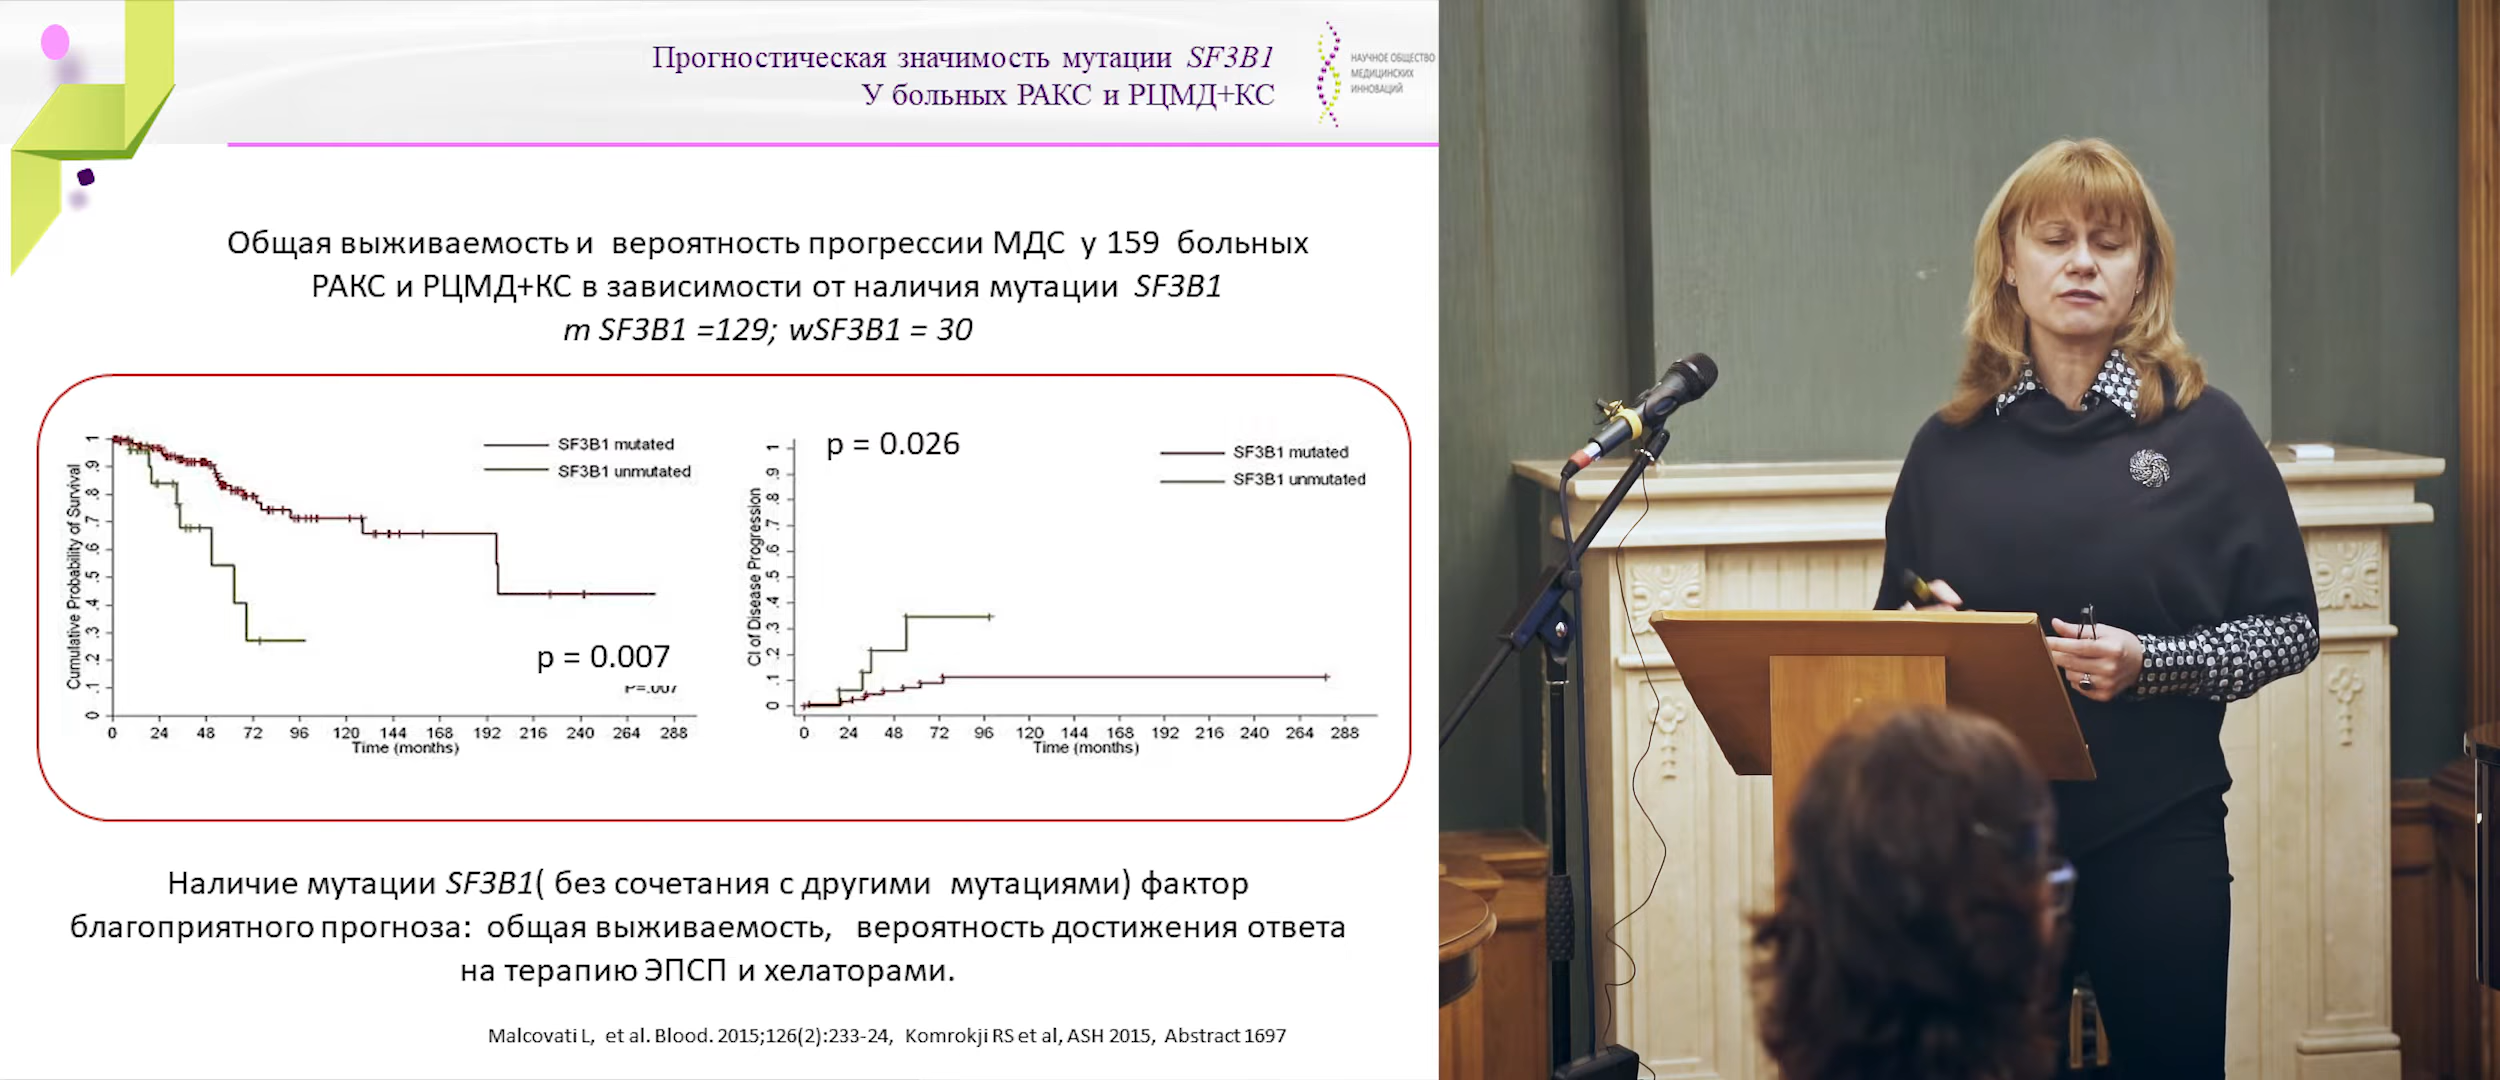 Прогностическая значимость мутации SF3B1
У больных РАКС и РЦМД+КС
НАУЧНОЕ ОБЩЕСТВО
МЕДИЦИНСКИХ
ИННОВАЦИЙ
Общая выживаемость и вероятность прогрессии МДС у 159 больных
РАКС и РЦМД+КС в зависимости от наличия мутации SF3B1
m SF3B1 =129; wSF3B1 = 30
Cumulative Probability of Survival
1
.9
.8
.7
.6
.5
.4
.3
.2
.1
0
SF3B1 mutated
SF3B1 unmutated
p = 0.007
P=.007
0 24 48 72 96 120 144 168 192 216 240 264 288
Time (months)
CI of Disease Progression
1
.9
.8
.7
.6
.5
.4
.3
.2
.1
0
p = 0.026
SF3B1 mutated
SF3B1 unmutated
0 24 48 72 96 120 144 168 192 216 240 264 288
Time (months)
Наличие мутации SF3B1( без сочетания с другими мутациями) фактор
благоприятного прогноза: общая выживаемость, вероятность достижения ответа
на терапию ЭПСП и хелаторами.
Malcovati L, et al. Blood. 2015;126(2):233-24, Komrokji RS et al, ASH 2015, Abstract 1697